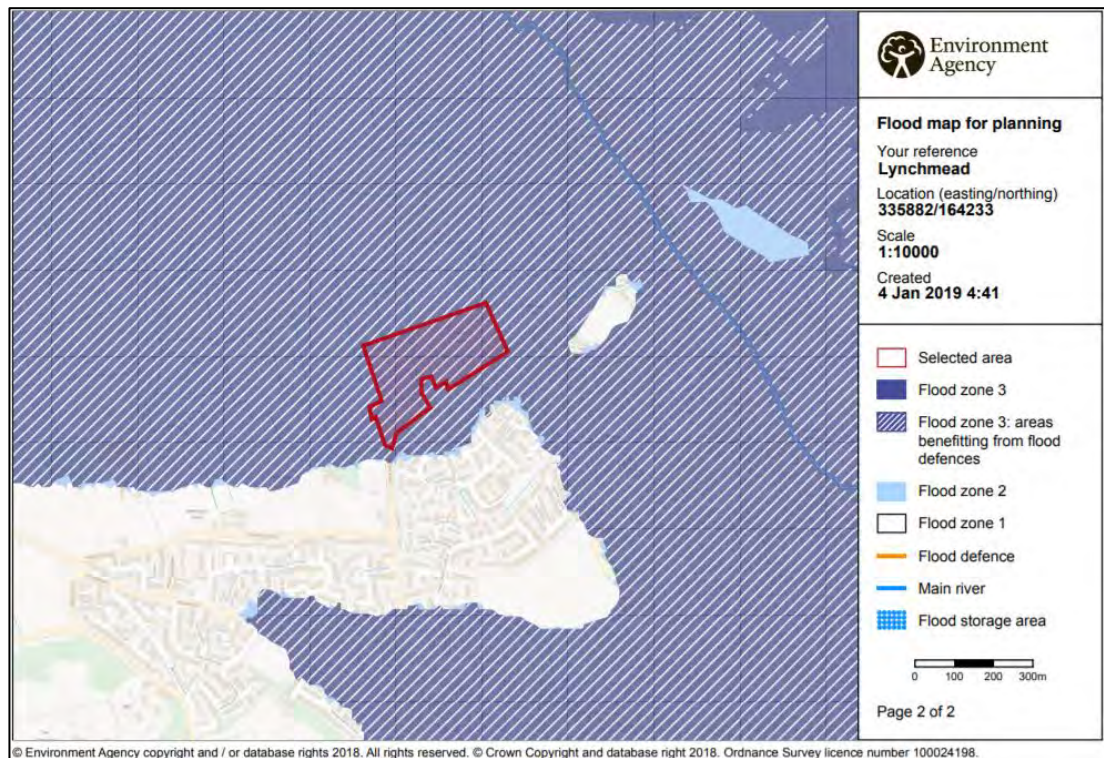 Environment
Agency
Flood map for planning
Your reference
Lynchmead
Location (easting/northing)
335882/164233
Scale
1:10000
Created
4 Jan 2019 4:41
Selected area
Flood zone 3
Flood zone 3: areas
benefitting from flood
defences
Flood zone 2
Flood zone 1
Flood defence
Main river
Flood storage area
0 100 200 300m
Page 2 of 2
© Environment Agency copyright and / or database rights 2018. All rights reserved. © Crown Copyright and database right 2018. Ordnance Survey licence number 100024198.